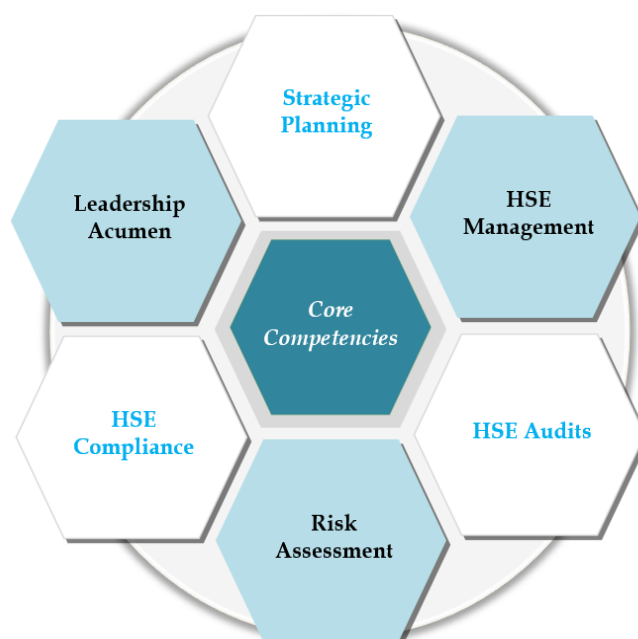 Strategic
Planning
Leadership
Acumen
HSE
Management
Core
Competencies
HSE
Compliance
HSE Audits
Risk
Assessment